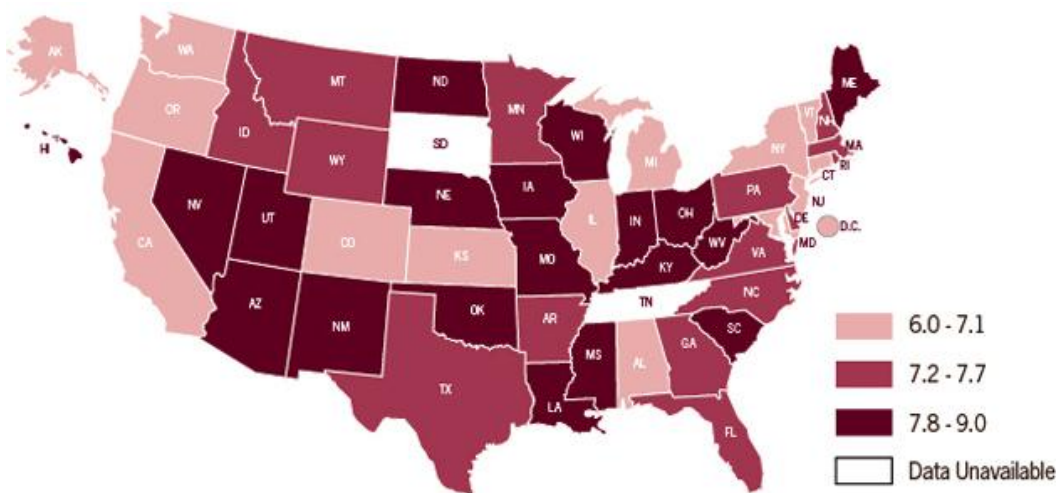 AK
WA
MT
ND
ME
OR
MN
VT
NH
ID
SD
WI
MA
HI
WY
MI
NY
RI
CT
NE
IA
PA
NJ
NV
UT
IL
IN
OH
DE
D.C.
CA
CO
KS
MO
WV
MD
VA
KY
AZ
NM
OK
AR
TN
NC
6.0 - 7.1
SC
MS
AL
GA
7.2 - 7.7
TX
LA
7.8 - 9.0
FL
Data Unavailable